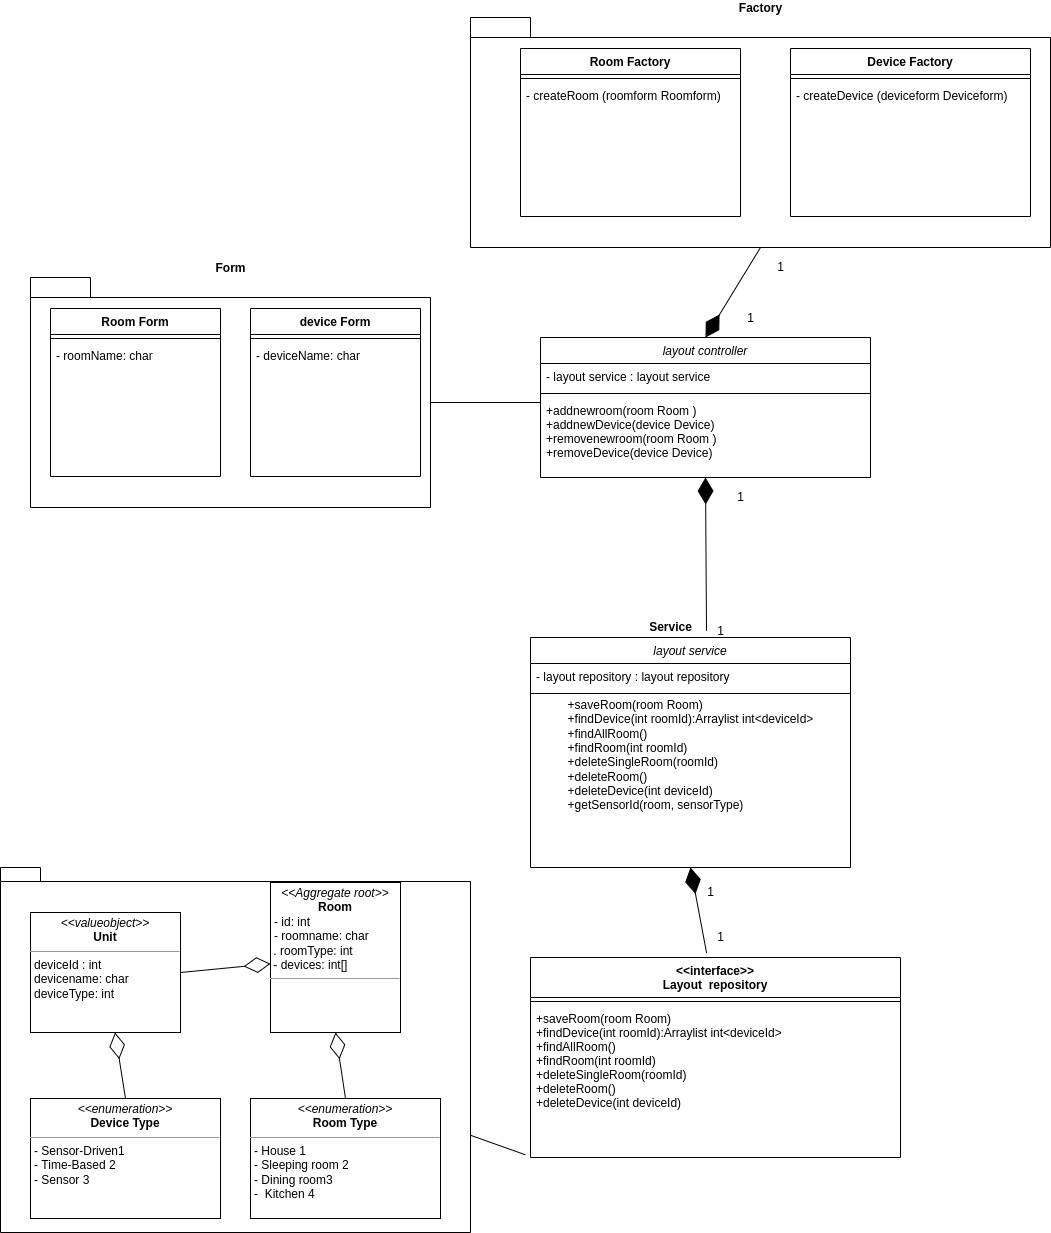 Factory
Room Factory
- createRoom (roomform Roomform)
Device Factory
- createDevice (deviceform Deviceform)
1
1
Form
Room Form
- roomName: char
device Form
- deviceName: char
layout controller
- layout service : layout service
+addnewroom(room Room )
+addnewDevice(device Device)
+removenewroom(room Room )
+removeDevice(device Device)
1
1
Service
layout service
- layout repository : layout repository
+saveRoom(room Room)
+findDevice(int roomId):Arraylist int<deviceId>
+findAllRoom()
+findRoom(int roomId)
+deleteSingleRoom(roomId)
+deleteRoom()
+deleteDevice(int deviceId)
+getSensorId(room, sensorType)
1
1
<<interface>>
Layout  repository
+saveRoom(room Room)
+findDevice(int roomId):Arraylist int<deviceId>
+findAllRoom()
+findRoom(int roomId)
+deleteSingleRoom(roomId)
+deleteRoom()
+deleteDevice(int deviceId)
<<valueobject>>
Unit
deviceId : int
devicename: char
deviceType: int
<<Aggregate root>>
Room
- id: int
- roomname: char
. roomType: int
- devices: int[]
<<enumeration>>
Device Type
- Sensor-Driven1
- Time-Based 2
- Sensor 3
<<enumeration>>
Room Type
- House 1
- Sleeping room 2
- Dining room3
-  Kitchen 4